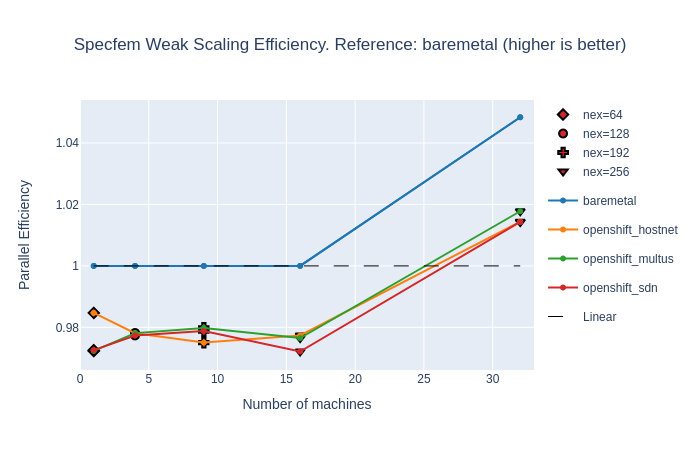 Specfem Weak Scaling Efficiency. Reference: baremetal (higher is better)
Parallel Efficiency
1.04
1.02
1
0.98
0
5
10
15
20
25
30
Number of machines
nex=64
nex=128
nex=192
nex=256
baremetal
openshift_hostnet
openshift_multus
openshift_sdn
Linear